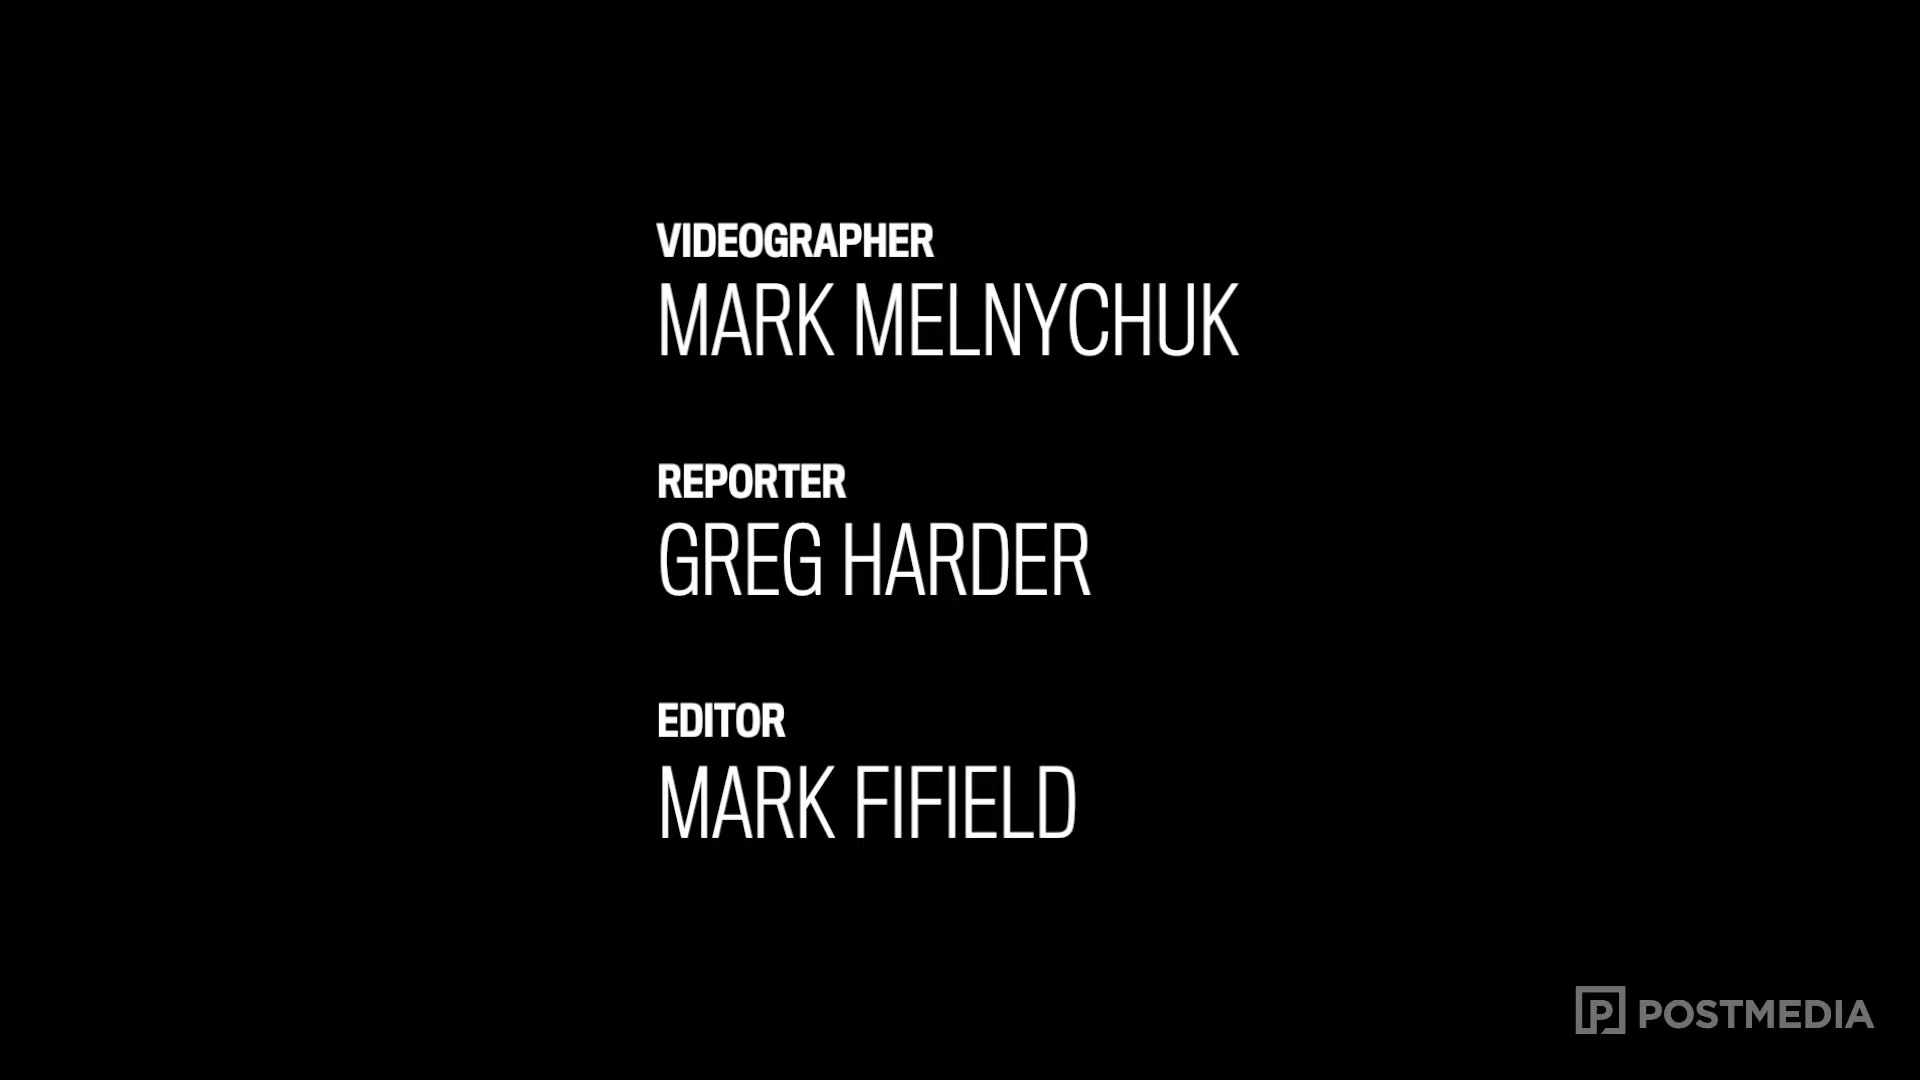 VIDEOGRAPHER
MARK MELNYCHUK
REPORTER
GREG HARDER
EDITOR
MARK FIFIELD
P POSTMEDIA